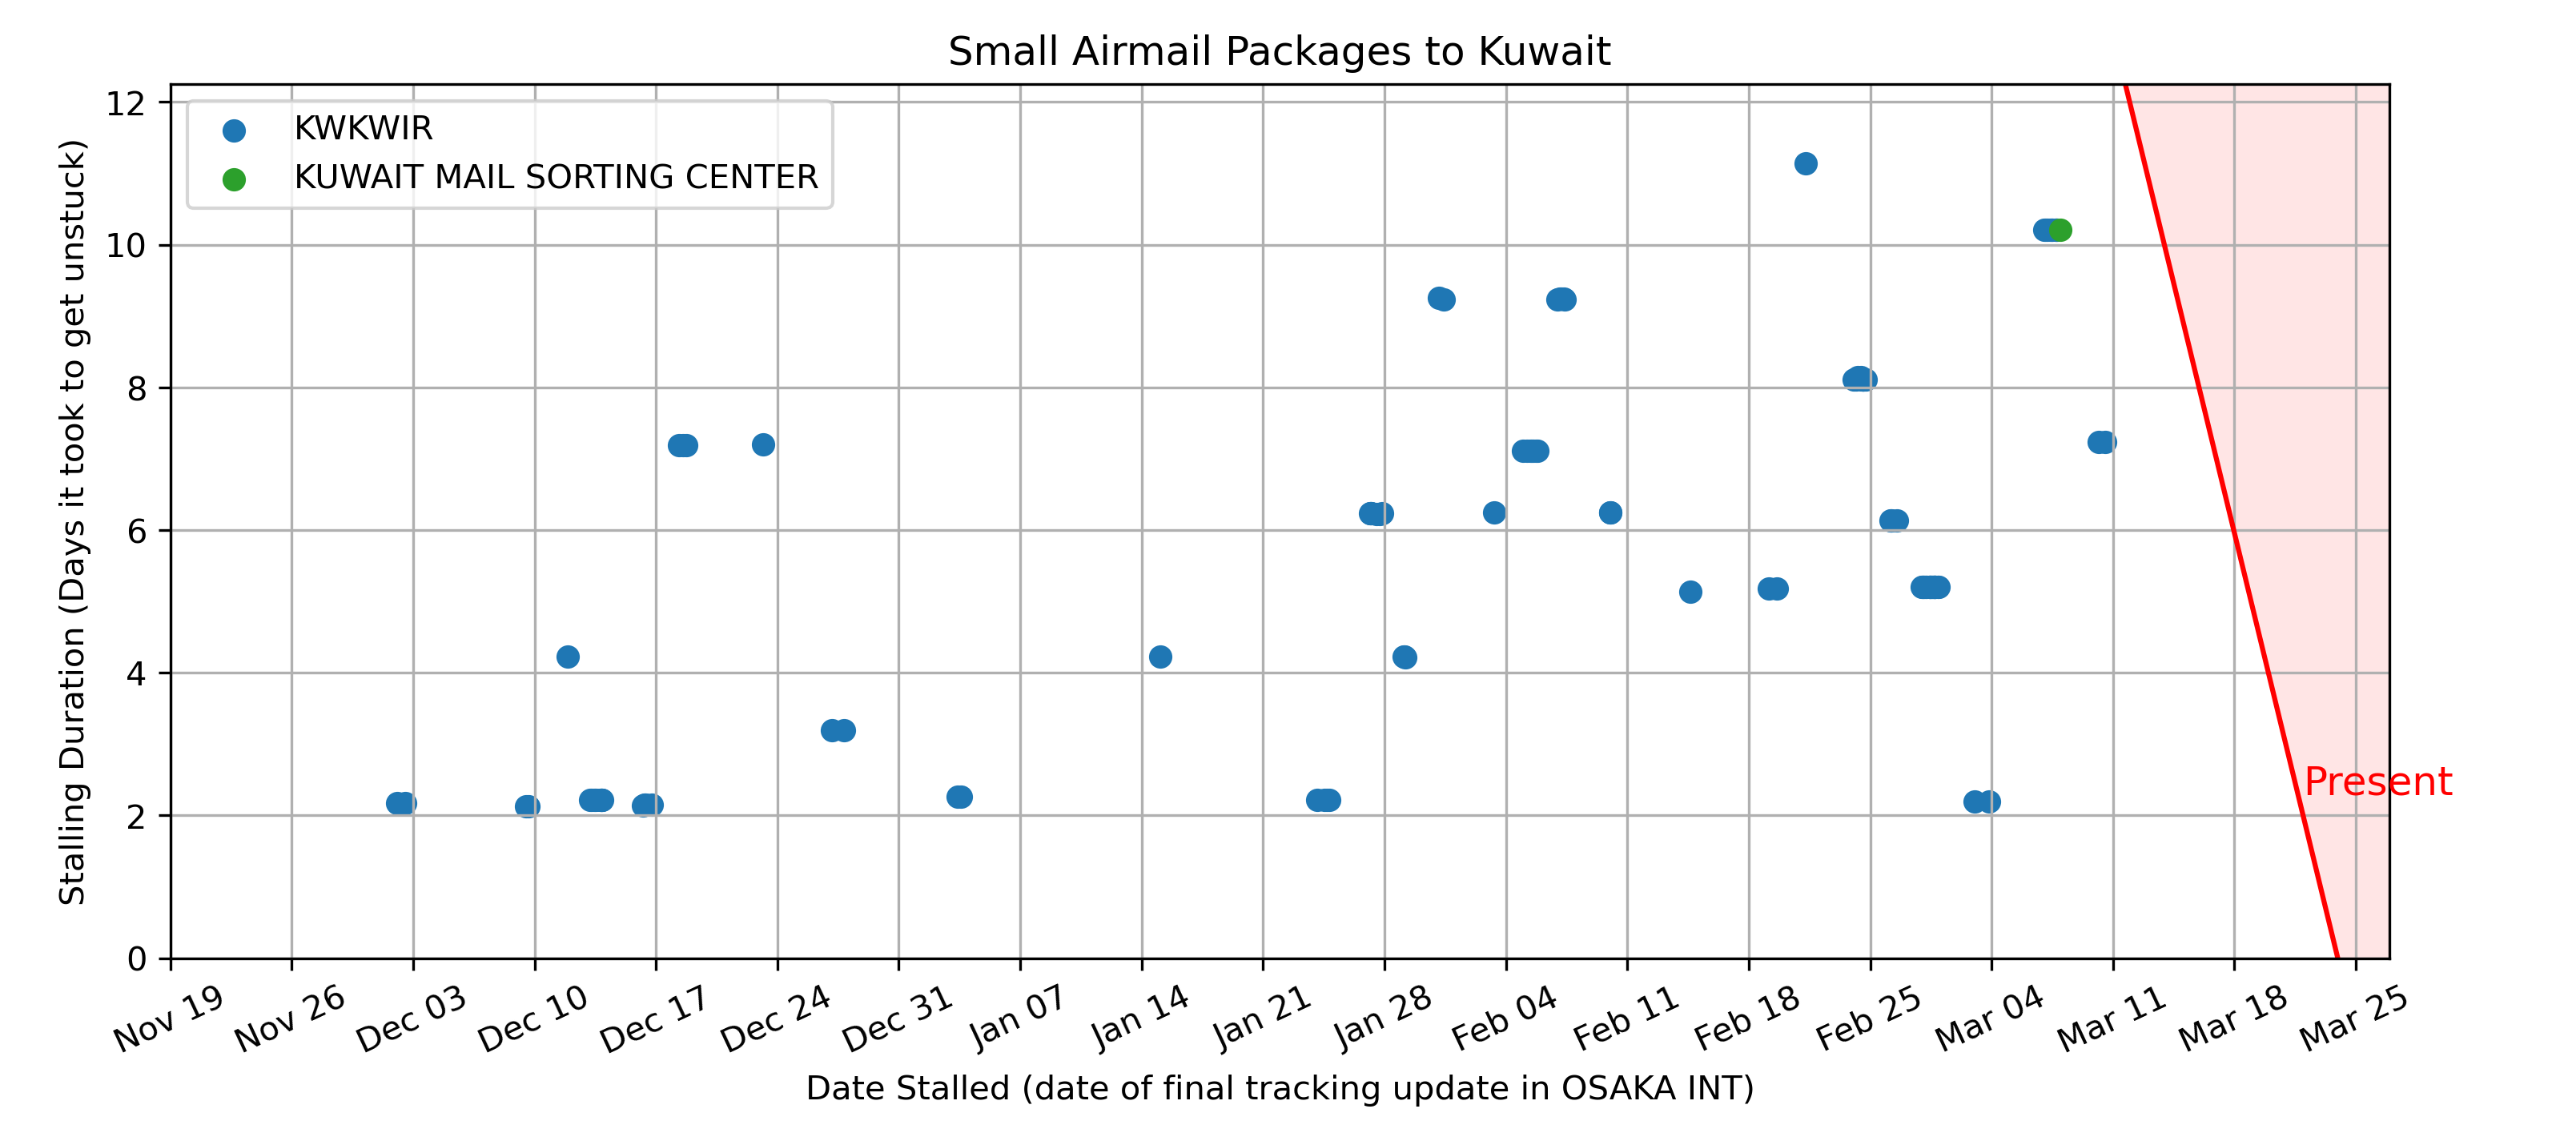 Small Airmail Packages to Kuwait
KWKWIR
KUWAIT MAIL SORTING CENTER
Stalling Duration (Days it took to get unstuck)
12
10
8
6
4
2
0
Present
Nov 19 Nov 26 Dec 03 Dec 10 Dec 17 Dec 24 Dec 31 Jan 07 Jan 14 Jan 21 Jan 28 Feb 04 Feb 11 Feb 18 Feb 25 Mar 04 Mar 11 Mar 18 Mar 25
Date Stalled (date of final tracking update in OSAKA INT)